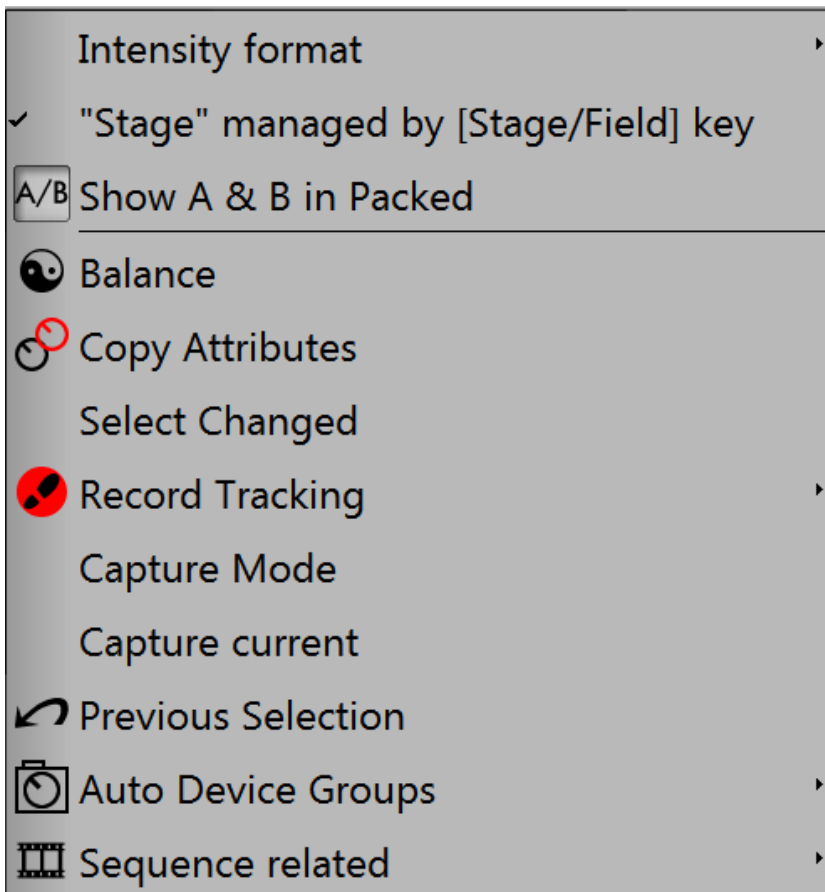 Intensity format
"Stage" managed by [Stage/Field] key
A/B Show A & B in Packed
Balance
Copy Attributes
Select Changed
Record Tracking
Capture Mode
Capture current
Previous Selection
Auto Device Groups
Sequence related